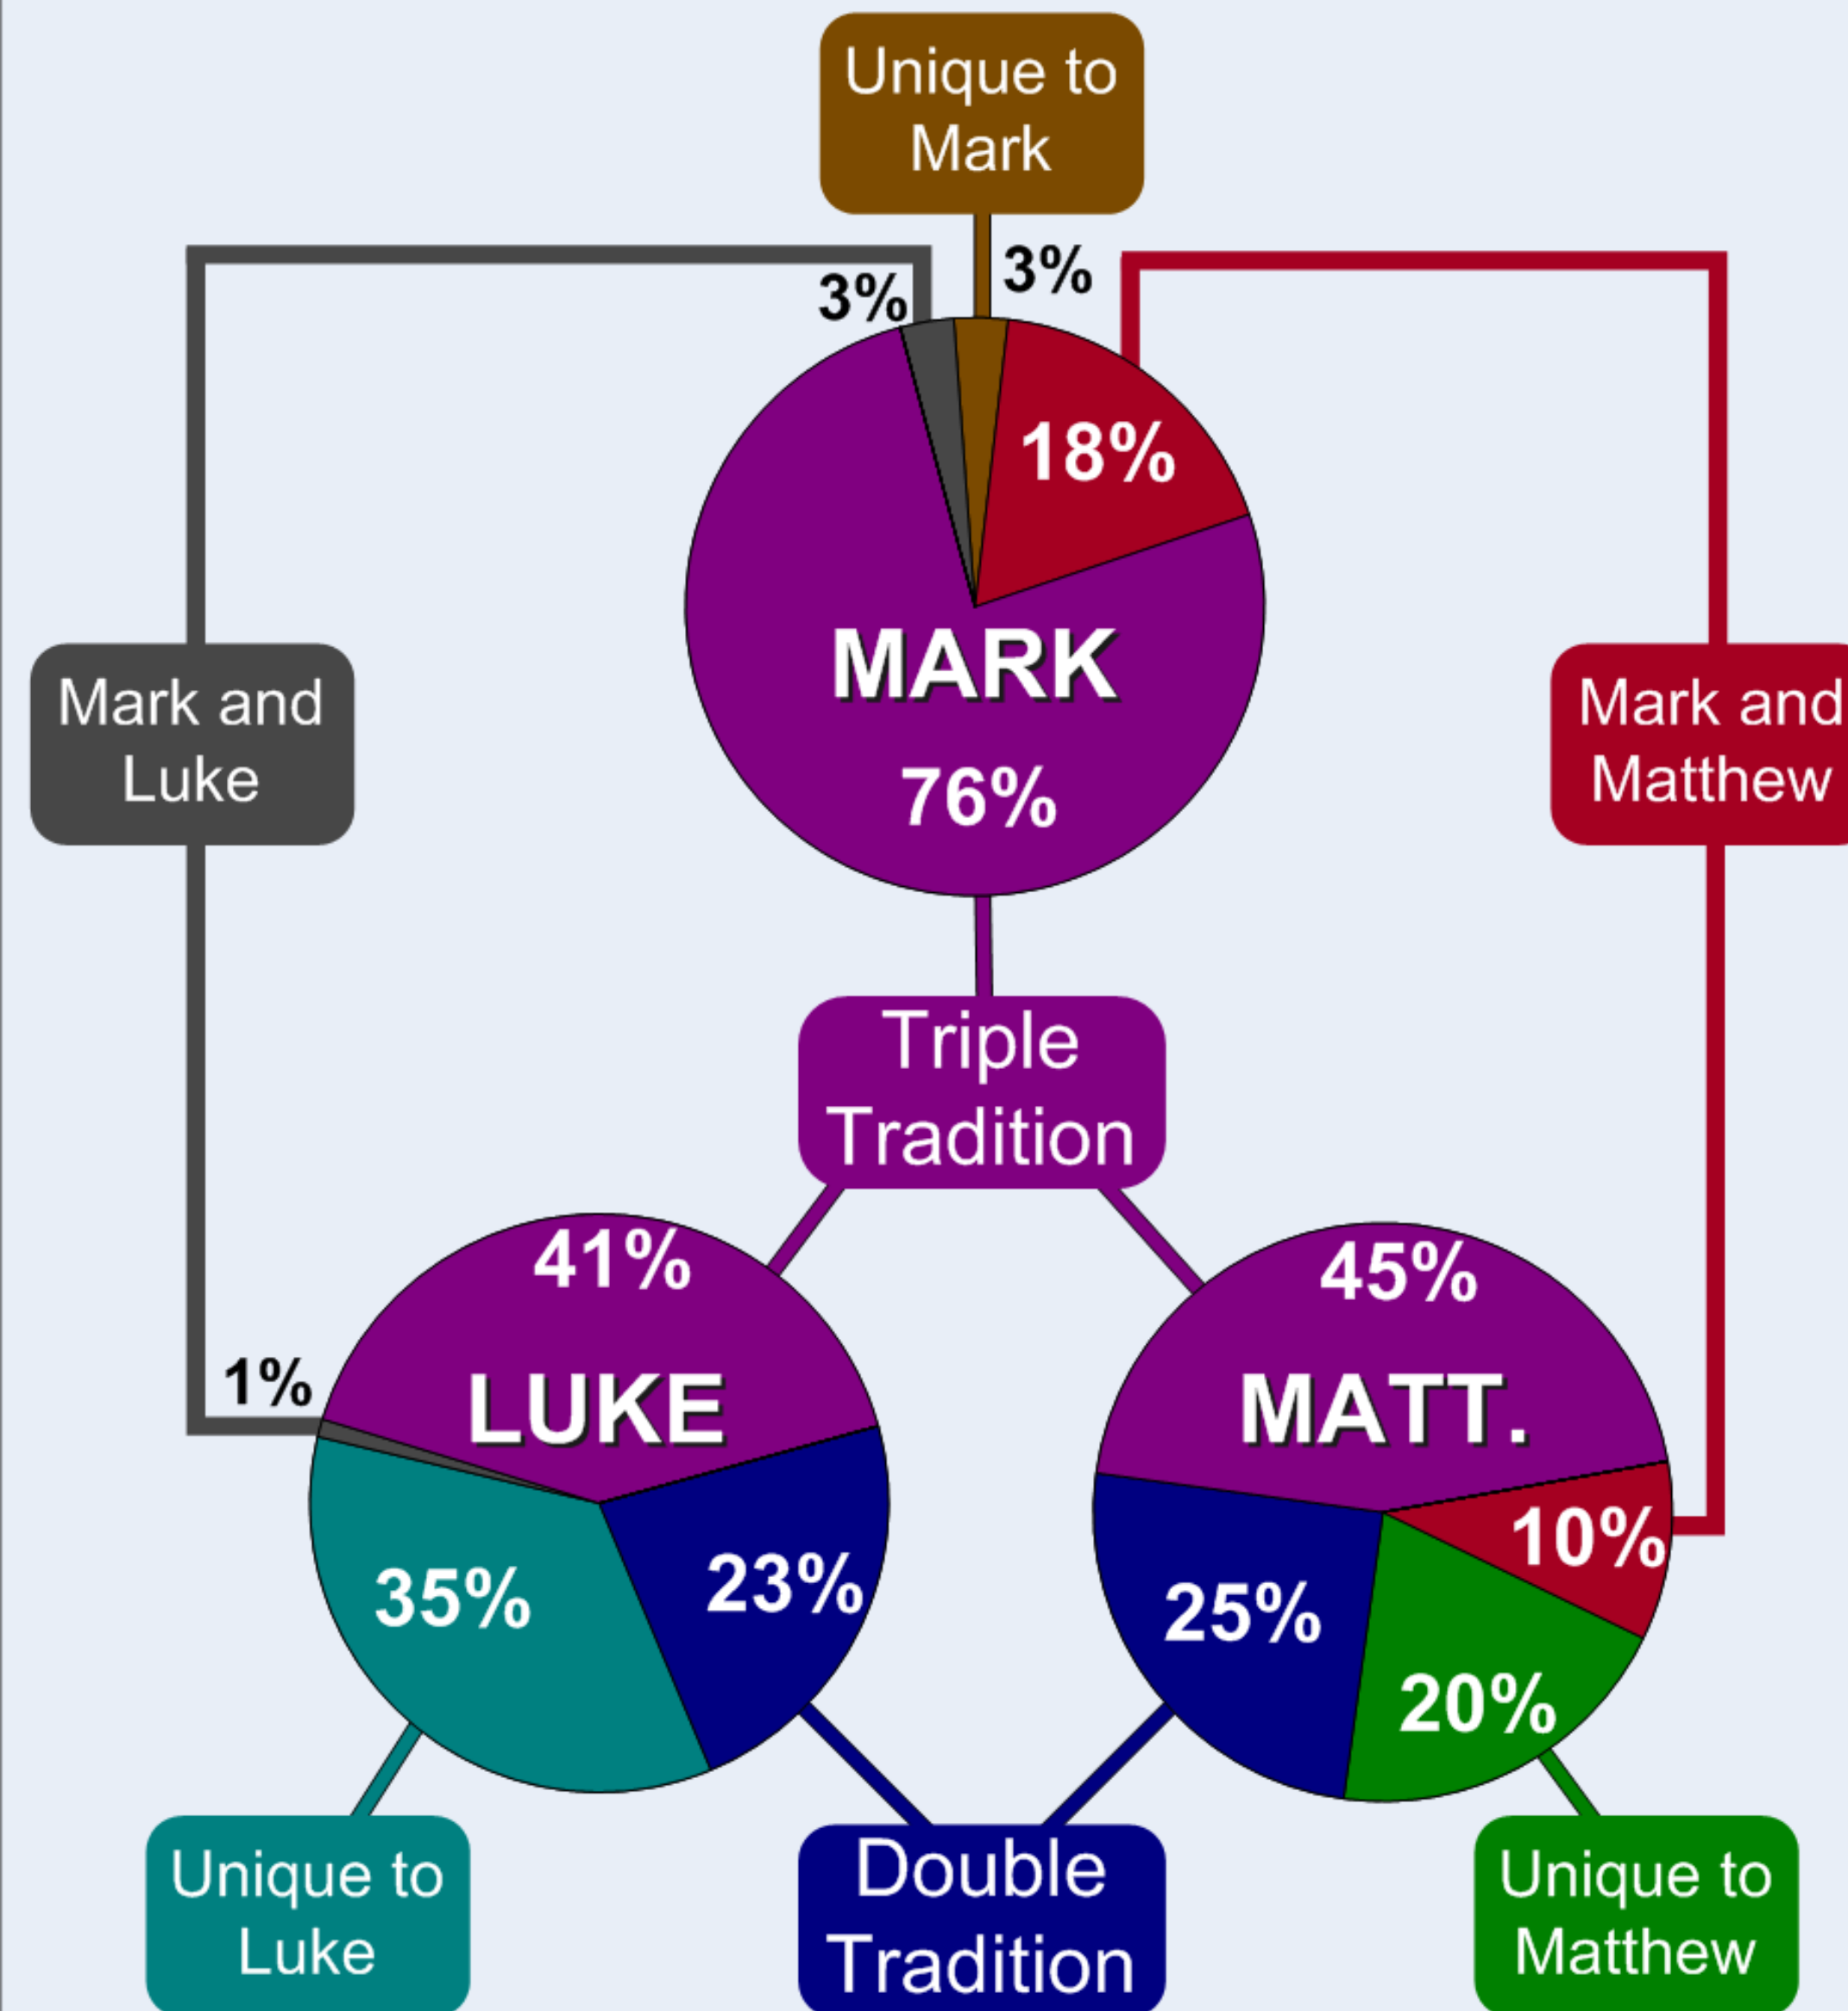 Unique to
Mark
3%
3%
18%
MARK
76%
Mark and
Luke
Mark and
Matthew
Triple
Tradition
41%
LUKE
1%
35%
23%
45%
MATT.
10%
25%
20%
Unique to
Luke
Double
Tradition
Unique to
Matthew